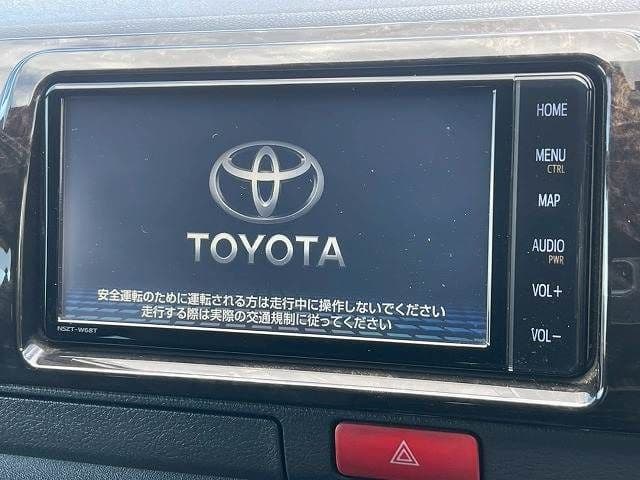 TOYOTA
安全運転のために運転される方は走行中に操作しないでください
走行する際は実際の交通規制に従ってください
NSZT-W68T
HOME
MENU
CTRL
MAP
AUDIO
PWR
VOL+
VOL-